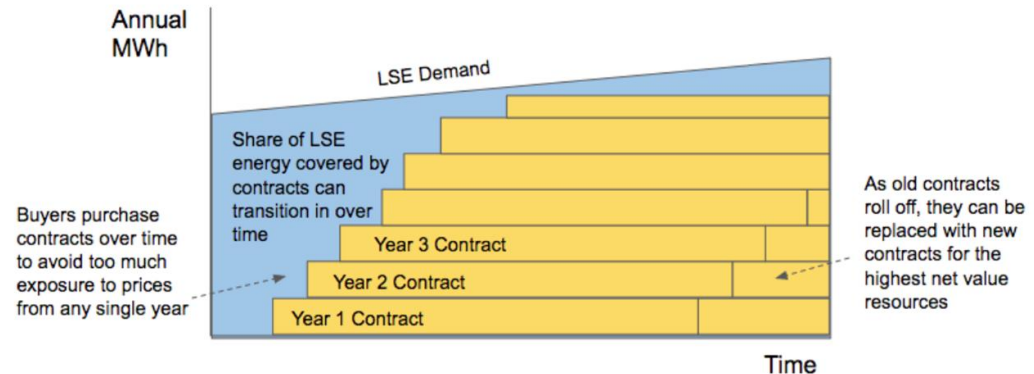 Annual
MWh
LSE Demand
Share of LSE
energy covered by
contracts can
transition in over
time
Buyers purchase
contracts over time
to avoid too much
exposure to prices
from any single year
Year 3 Contract
Year 2 Contract
Year 1 Contract
As old contracts
roll off, they can be
replaced with new
contracts for the
highest net value
resources
Time